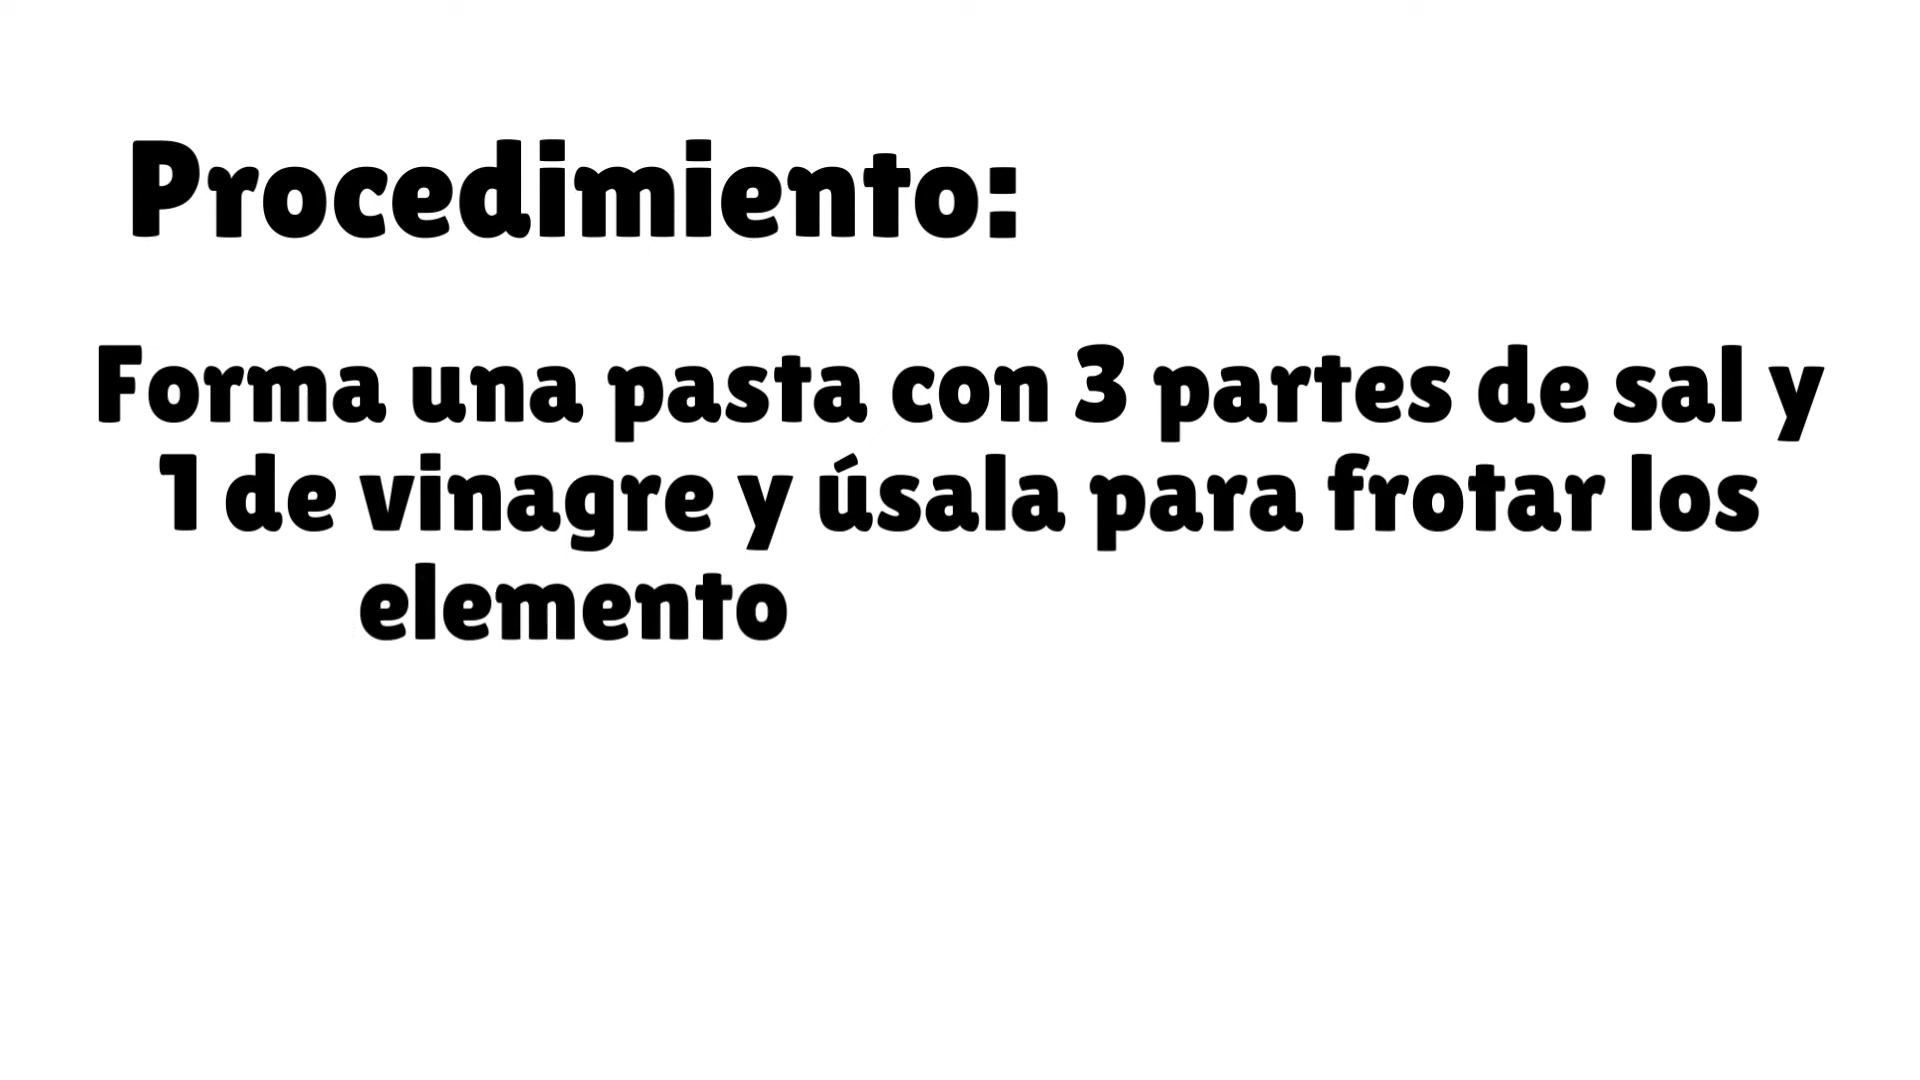 Procedimiento:
Forma una pasta con 3 partes de sal y
1 de vinagre y úsala para frotar los
elemento